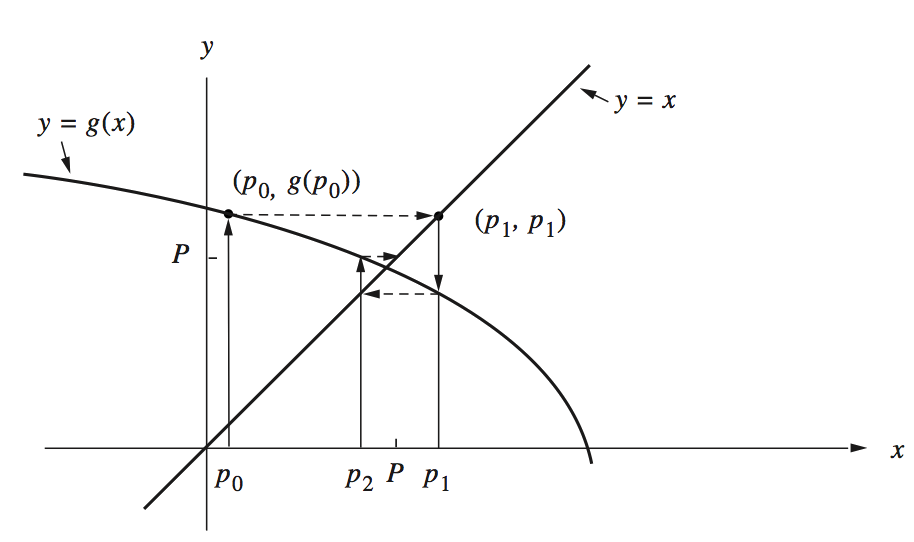 y
y = x
y = g(x)
(p₀, g(p₀))
(p₁, p₁)
P
p₀
p₂ P p₁
x